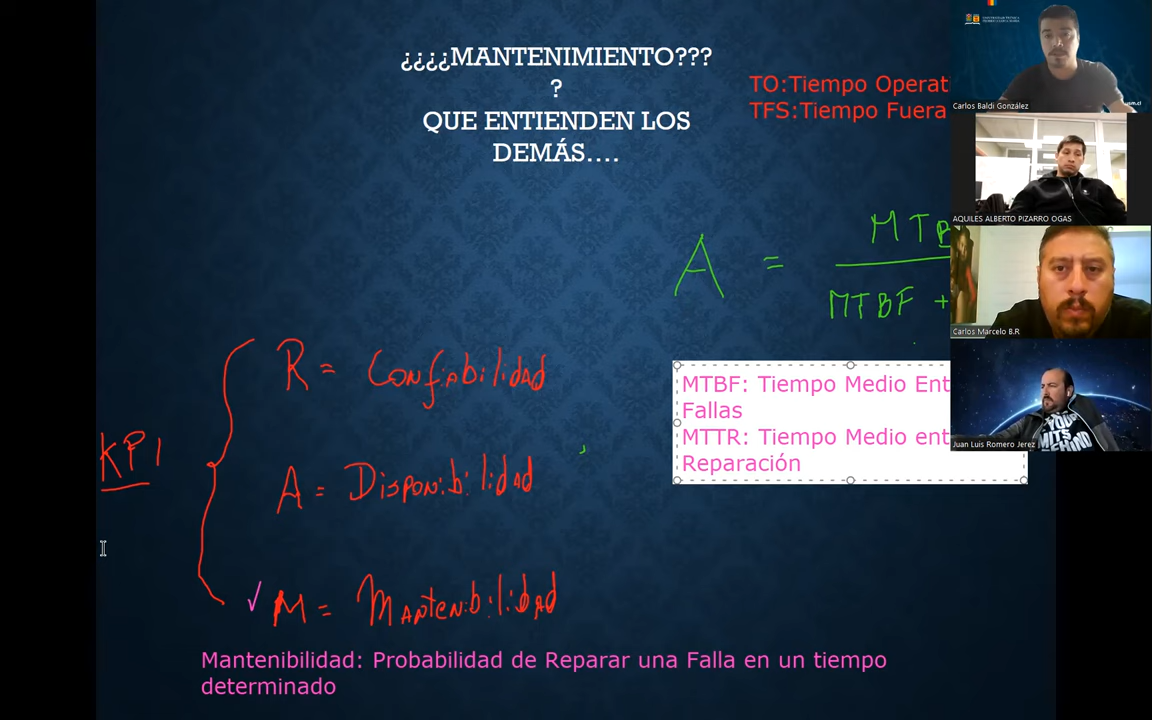 ¿¿¿¿MANTENIMIENTO???
?
QUE ENTIENDEN LOS
DEMÁS....
TO:Tiempo Operat
TFS:Tiempo Fuera
A = MTB
MTBF +
KPI
R = Confiabilidad
A = Disponibilidad
M = Mantenibilidad
MTBF: Tiempo Medio Ent
Fallas
MTTR: Tiempo Medio ent
Reparación
Mantenibilidad: Probabilidad de Reparar una Falla en un tiempo
determinado
Carlos Baldi González
AQUILES ALBERTO PIZARRO OGAS
Carlos Marcelo B.R
Juan Luis Romero Jerez